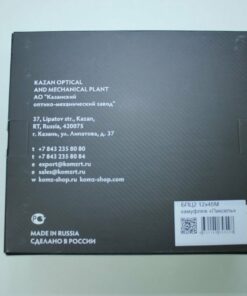 KAZAN OPTICAL
AND MECHANICAL PLANT
АО "Казанский
оптико-механический завод"
37, Lipatov str., Kazan,
RT, Russia, 420075
г. Казань, ул. Липатова, д. 37
t +7 843 235 80 80
f +7 843 235 80 84
e export@komzrt.ru
e sales@komzrt.ru
w komz-shop.ru komz-shop.com
MADE IN RUSSIA
СДЕЛАНО В РОССИИ
БПЦ2 12x45М
камуфляж «Пиксель»